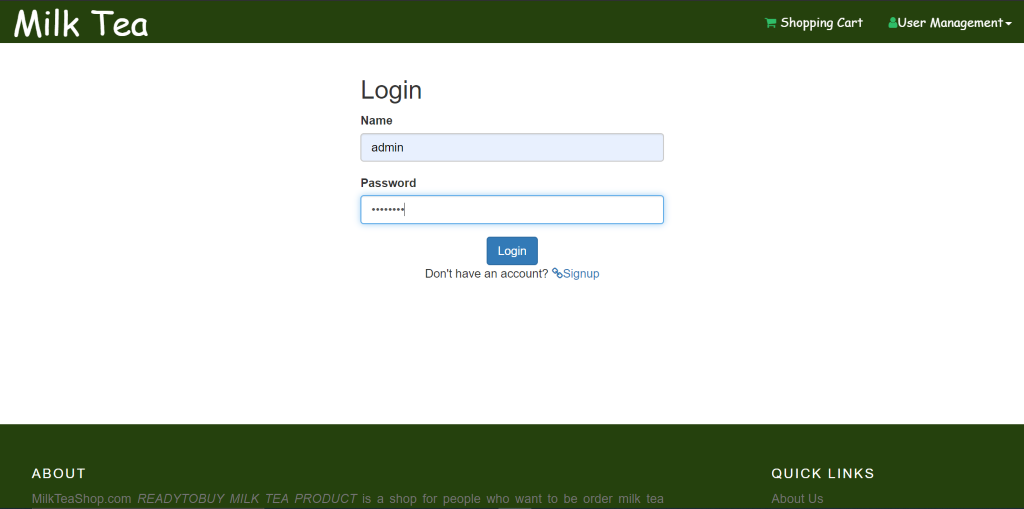 Milk Tea
Shopping Cart
User Management
Login
Name
admin
Password
••••••••
Login
Don't have an account? Signup
ABOUT
MilkTeaShop.com READYTOBUY MILK TEA PRODUCT is a shop for people who want to be order milk tea
QUICK LINKS
About Us